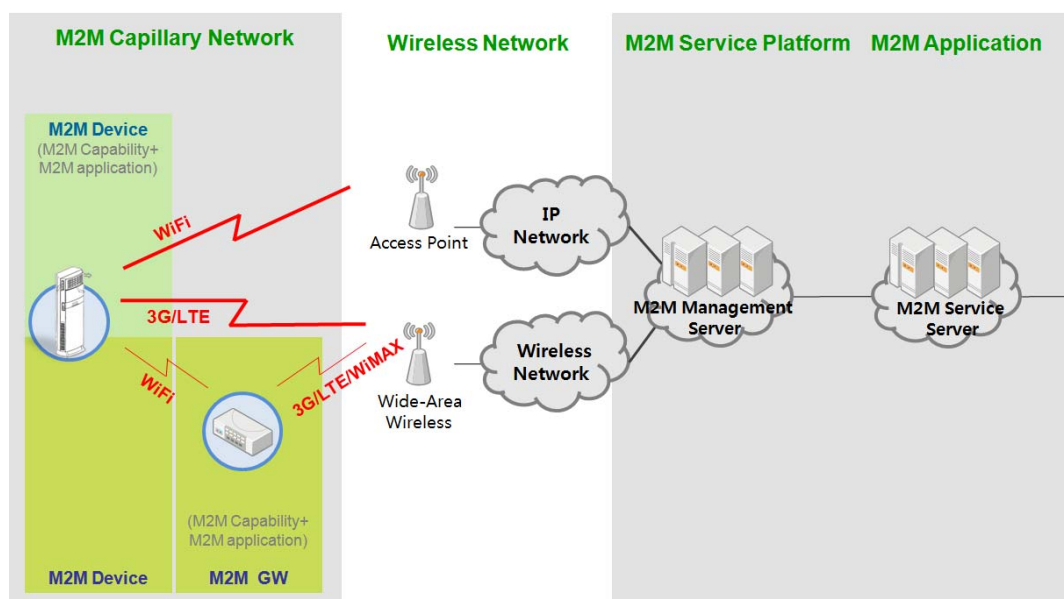 M2M Capillary Network
Wireless Network
M2M Service Platform
M2M Application
M2M Device
(M2M Capability+
M2M application)
WiFi
Access Point
IP
Network
3G/LTE
M2M Management
Server
M2M Service
Server
WiFi
3G/LTE/WiMAX
Wide-Area
Wireless
Wireless
Network
(M2M Capability+
M2M application)
M2M Device
M2M GW